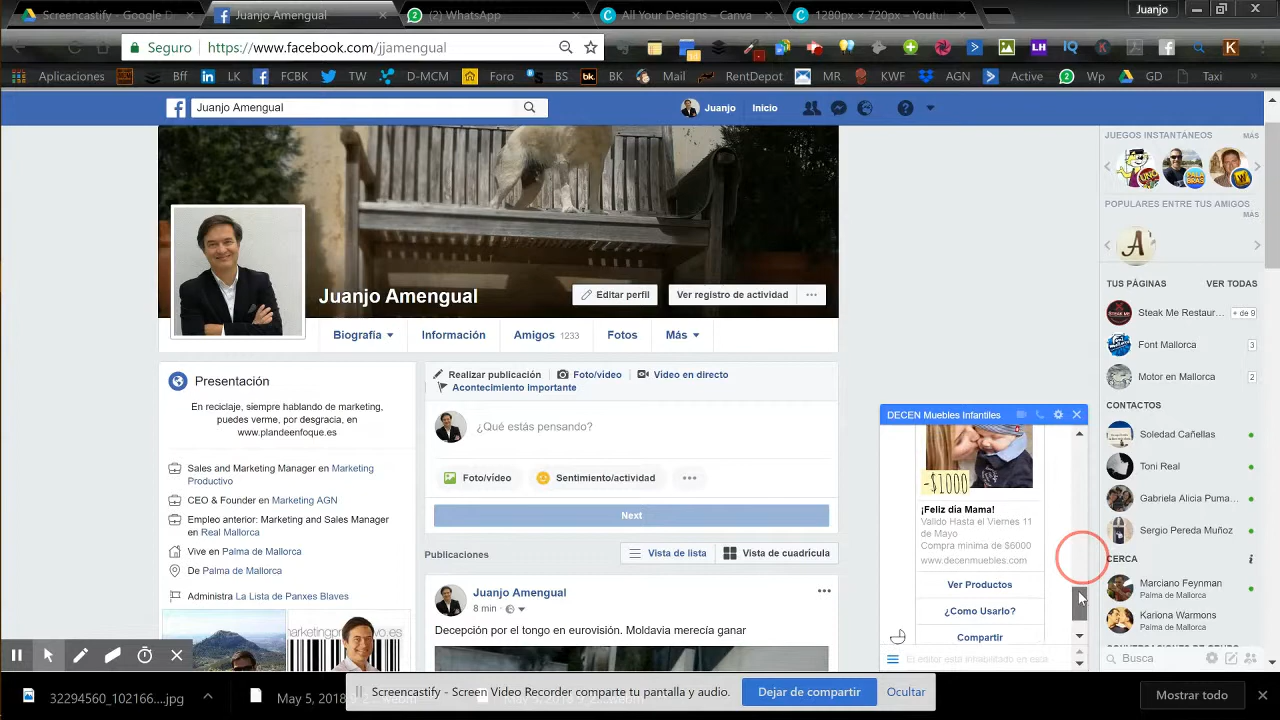 Screencastify - Google D
Juanjo Amengual
(2) WhatsApp
All Your Designs – Canva
1280px × 720px – Youtu
Juanjo
Seguro
https://www.facebook.com/jjamengual
Aplicaciones
Bff
LK
FCBK
TW
D-MCM
Foro
BS
BK
Mail
RentDepot
MR
KWF
AGN
Active
Wp
GD
Taxi
Juanjo Amengual
Juanjo
Inicio
JUEGOS INSTANTÁNEOS
MÁS
POPULARES ENTRE TUS AMIGOS
MÁS
Juanjo Amengual
Editar perfil
Ver registro de actividad
Biografía
Información
Amigos 1233
Fotos
Más
TUS PÁGINAS
VER TODAS
Steak Me Restaur...
+ de 9
Font Mallorca
3
Motor en Mallorca
2
CONTACTOS
Soledad Cañellas
Toni Real
Gabriela Alicia Puma...
Sergio Pereda Muñoz
CERCA
Marciano Feynman
Palma de Mallorca
Kariona Warmons
Palma de Mallorca
Busca
Presentación
En reciclaje, siempre hablando de marketing,
puedes verme, por desgracia, en
www.plandeenfoque.es
Sales and Marketing Manager en Marketing
Productivo
CEO & Founder en Marketing AGN
Empleo anterior: Marketing and Sales Manager
en Real Mallorca
Vive en Palma de Mallorca
De Palma de Mallorca
Administra La Lista de Panxes Blaves
Realizar publicación
Foto/vídeo
Vídeo en directo
Acontecimiento importante
¿Qué estás pensando?
Foto/vídeo
Sentimiento/actividad
Next
Publicaciones
Vista de lista
Vista de cuadrícula
Juanjo Amengual
8 min
Decepción por el tongo en eurovisión. Moldavia merecía ganar
DECEN Muebles Infantiles
-$1000
¡Feliz día Mama!
Valido Hasta el Viernes 11
de Mayo
Compra minima de $6000
www.decenmuebles.com
Ver Productos
¿Como Usarlo?
Compartir
El editor está inhabilitado en este
32294560_102166....jpg
May 5, 2018
Screencastify - Screen Video Recorder comparte tu pantalla y audio.
Dejar de compartir
Ocultar
Mostrar todo